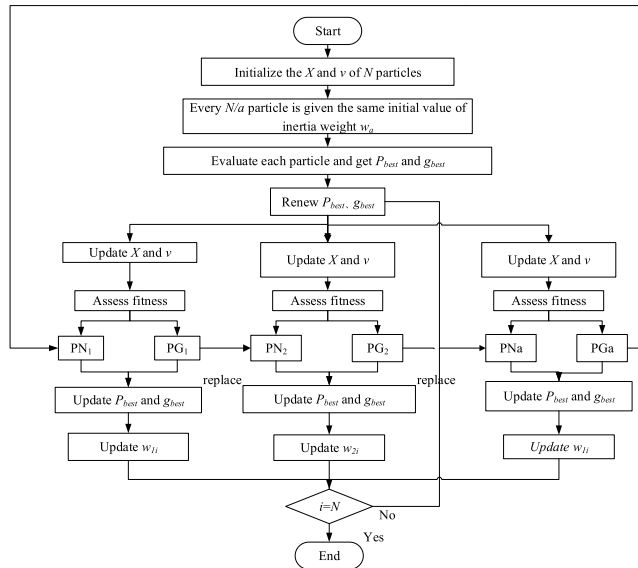 Start
Initialize the X and v of N particles
Every N/a particle is given the same initial value of
inertia weight wa
Evaluate each particle and get Pbest and gbest
Renew Pbest、gbest
Update X and v
Update X and v
Update X and v
Assess fitness
Assess fitness
Assess fitness
PN1
PG1
PN2
PG2
PNa
PGa
replace
replace
Update Pbest and gbest
Update Pbest and gbest
Update Pbest and gbest
Update w1i
Update w2i
Update w1i
i=N
No
Yes
End